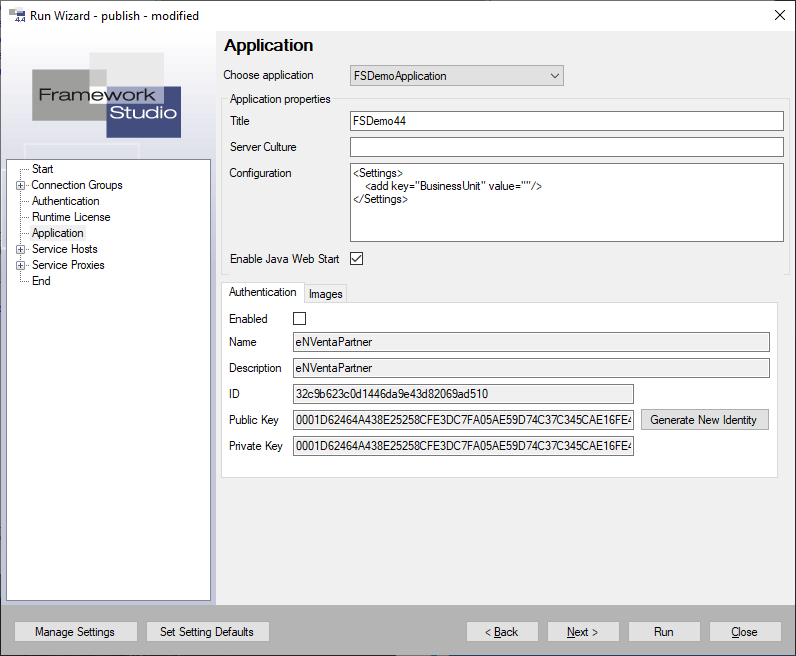 Run Wizard - publish - modified
4.4
Framework
Studio
Start
Connection Groups
Authentication
Runtime License
Application
Service Hosts
Service Proxies
End
Application
Choose application
FSDemoApplication
Application properties
Title
FSDemo44
Server Culture
Configuration
<Settings>
<add key="BusinessUnit" value=""/>
</Settings>
Enable Java Web Start
Authentication
Images
Enabled
Name
eNVentaPartner
Description
eNVentaPartner
ID
32c9b623c0d1446da9e43d82069ad510
Public Key
0001D62464A438E25258CFE3DC7FA05AE59D74C37C345CAE16FE4
Generate New Identity
Private Key
0001D62464A438E25258CFE3DC7FA05AE59D74C37C345CAE16FE4
Manage Settings
Set Setting Defaults
< Back
Next >
Run
Close